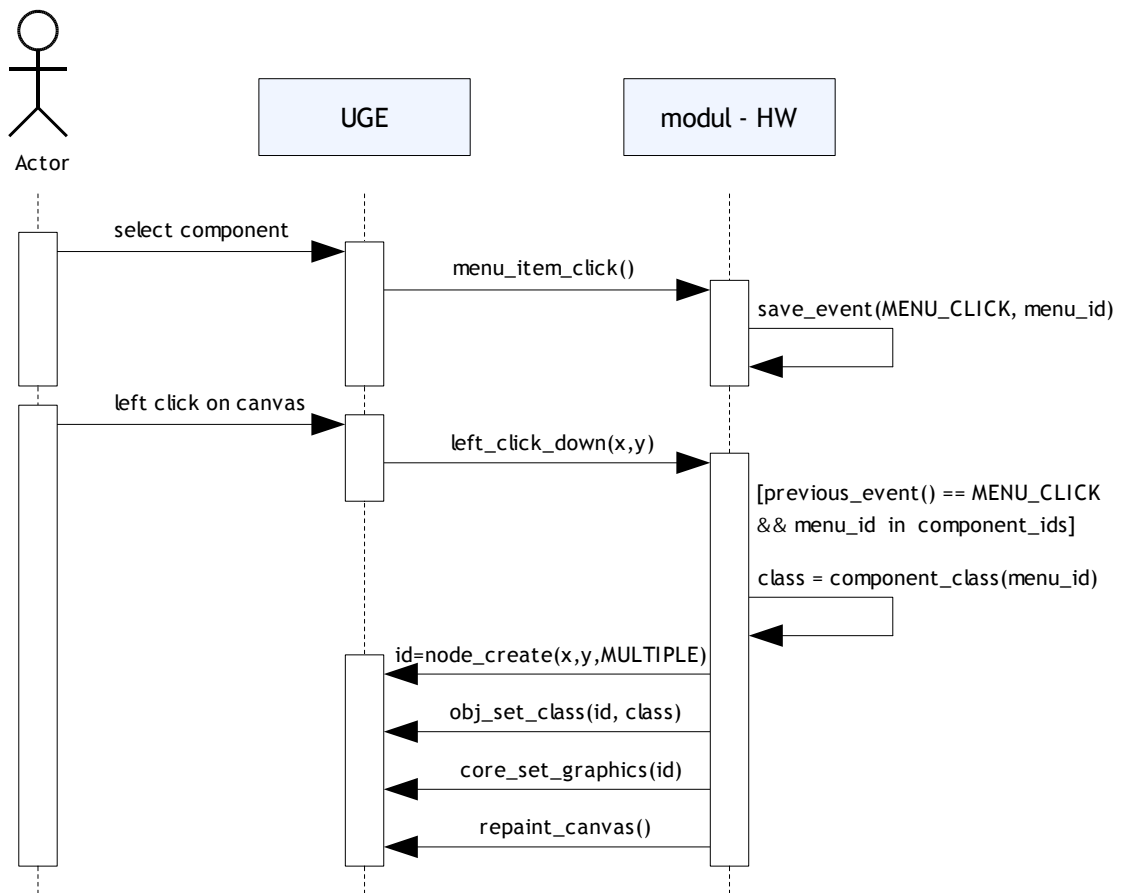 Actor
UGE
modul - HW
select component
menu_item_click()
save_event(MENU_CLICK, menu_id)
left click on canvas
left_click_down(x,y)
[previous_event() == MENU_CLICK
&& menu_id in component_ids]
class = component_class(menu_id)
id=node_create(x,y,MULTIPLE)
obj_set_class(id, class)
core_set_graphics(id)
repaint_canvas()